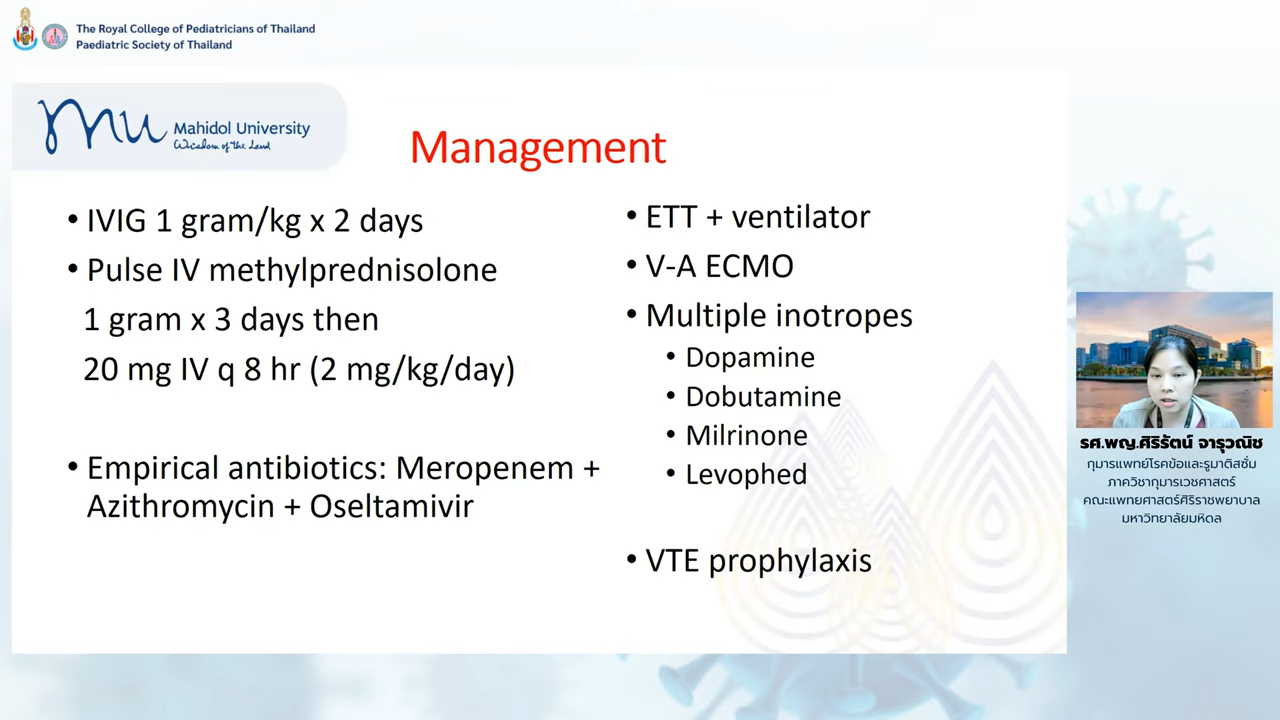 The Royal College of Pediatricians of Thailand
Paediatric Society of Thailand
Mahidol University
Wisdom of the Land
Management
• IVIG 1 gram/kg x 2 days
• Pulse IV methylprednisolone
1 gram x 3 days then
20 mg IV q 8 hr (2 mg/kg/day)
• Empirical antibiotics: Meropenem +
Azithromycin + Oseltamivir
• ETT + ventilator
• V-A ECMO
• Multiple inotropes
• Dopamine
• Dobutamine
• Milrinone
• Levophed
• VTE prophylaxis
รศ.พญ.ศิริรัตน์ จารุวณิช
กุมารแพทย์โรคข้อและรูมาติสซั่ม
ภาควิชากุมารเวชศาสตร์
คณะแพทยศาสตร์ศิริราชพยาบาล
มหาวิทยาลัยมหิดล